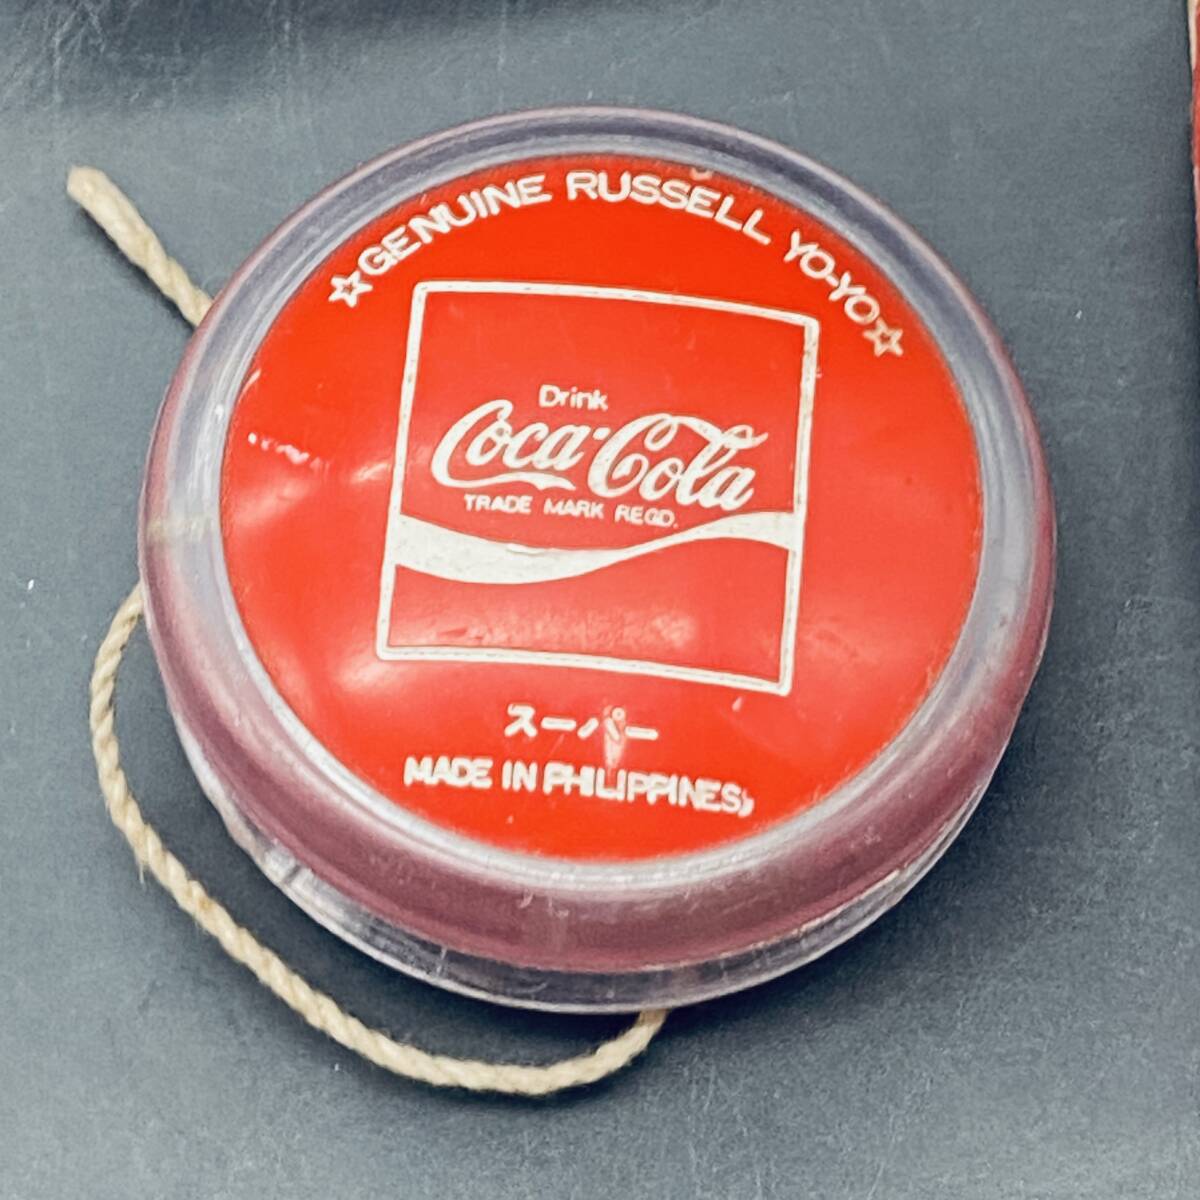 ☆GENUINE RUSSELL YO-YO☆
Drink
Coca-Cola
TRADE MARK REGD.
スーパー
MADE IN PHILIPPINES